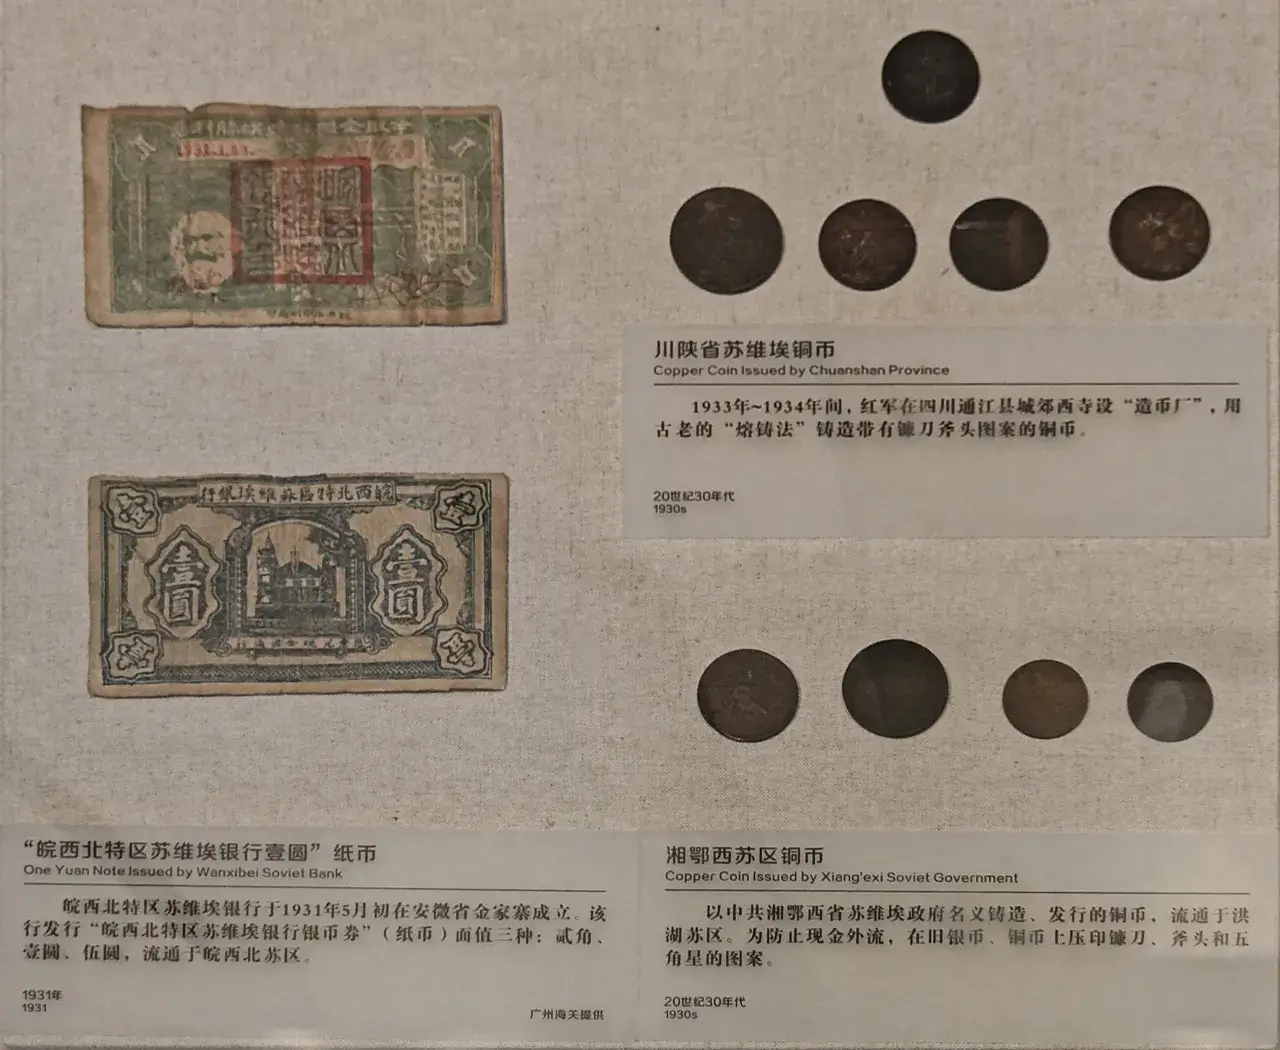 皖西北特區蘇維埃銀行
壹
壹
壹圓
壹圓
川陕省苏维埃铜币
Copper Coin Issued by Chuanshan Province
1933年~1934年间，红军在四川通江县城郊西寺设“造币厂”，用
古老的“熔铸法”铸造带有镰刀斧头图案的铜币。
20世纪30年代
1930s
“皖西北特区苏维埃银行壹圆”纸币
One Yuan Note Issued by Wanxibei Soviet Bank
皖西北特区苏维埃银行于1931年5月初在安徽省金家寨成立。该
行发行“皖西北特区苏维埃银行银币券”（纸币）面值三种：贰角、
壹圆、伍圆，流通于皖西北苏区。
1931年
1931
广州海关提供
湘鄂西苏区铜币
Copper Coin Issued by Xiang'exi Soviet Government
以中共湘鄂西省苏维埃政府名义铸造、发行的铜币，流通于洪
湖苏区。为防止现金外流，在旧银币、铜币上压印镰刀、斧头和五
角星的图案。
20世纪30年代
1930s